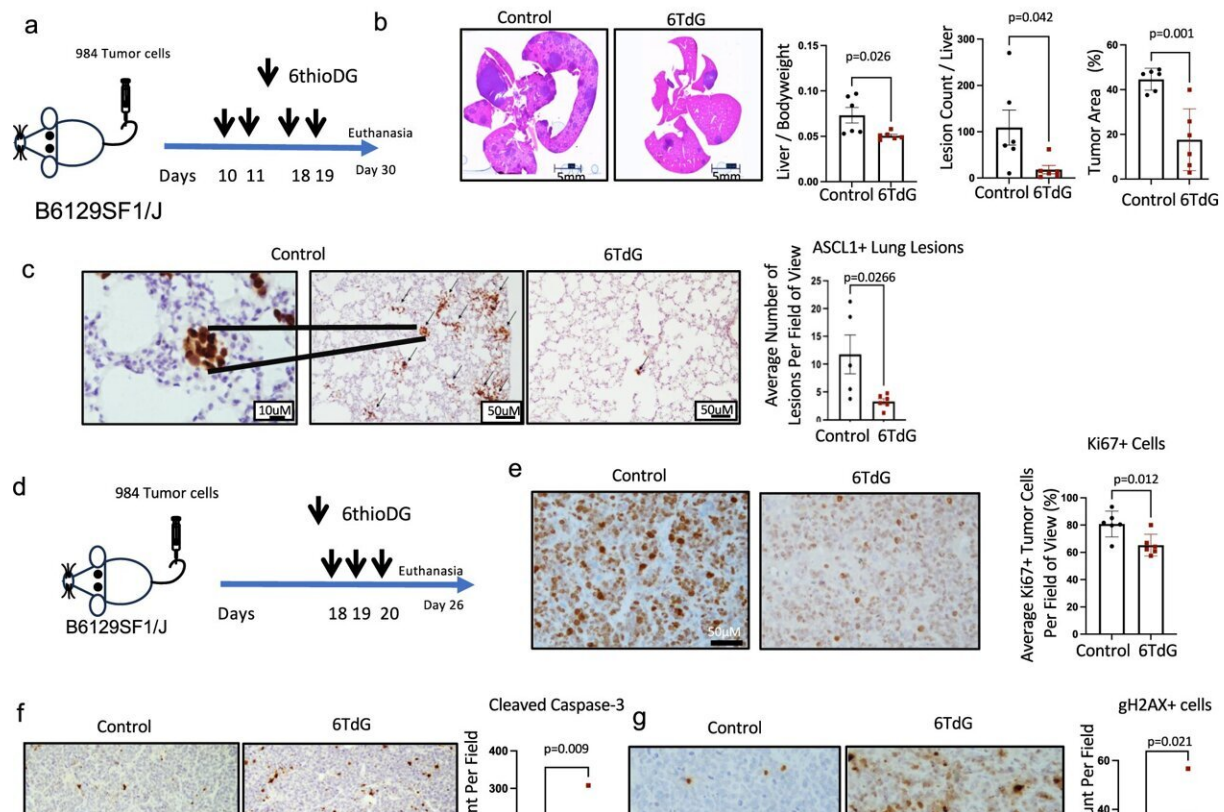 a
984 Tumor cells
6thioDG
Euthanasia
Days 10 11 18 19 Day 30
B6129SF1/J
b
Control 6TdG
5mm 5mm
Liver / Bodyweight
0.15
0.10
0.05
0.00
p=0.026
Control 6TdG
Lesion Count / Liver
300
200
100
0
p=0.042
Control 6TdG
Tumor Area (%)
60
40
20
0
p=0.001
Control 6TdG
c
Control 6TdG
10uM 50uM 50uM
ASCL1+ Lung Lesions
Average Number of
Lesions Per Field of View
25
20
15
10
5
0
p=0.0266
Control 6TdG
d
984 Tumor cells
6thioDG
Euthanasia
Days 18 19 20 Day 26
B6129SF1/J
e
Control 6TdG
50uM
Ki67+ Cells
Average Ki67+ Tumor Cells
Per Field of View (%)
100
80
60
40
20
0
p=0.012
Control 6TdG
f
Control 6TdG
Cleaved Caspase-3
Per Field
400
300
p=0.009
g
Control 6TdG
gH2AX+ cells
Per Field
60
40
p=0.021